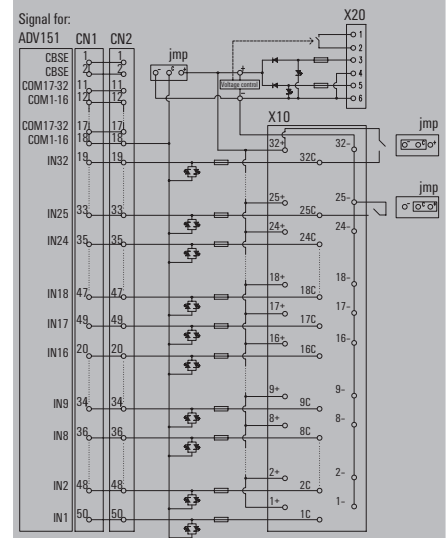 Signal for:
X20
ADV151 CN1 CN2
jmp
CBSE 1 1
CBSE 2 2
COM17-32 11 11
COM1-16 12 12
COM17-32 17 17
COM1-16 18 18
- c +
+
Voltage control
-
1
2
3
4
5
6
X10
jmp
- c +
32+ 32-
IN32 19 19 32C
jmp
- c +
25+ 25-
IN25 33 33 25C
24+ 24-
IN24 35 35 24C
18+ 18-
IN18 47 47 18C
17+ 17-
IN17 49 49 17C
16+ 16-
IN16 20 20 16C
9+ 9-
IN9 34 34 9C
8+ 8-
IN8 36 36 8C
2+ 2-
IN2 48 48 2C
1+ 1-
IN1 50 50 1C